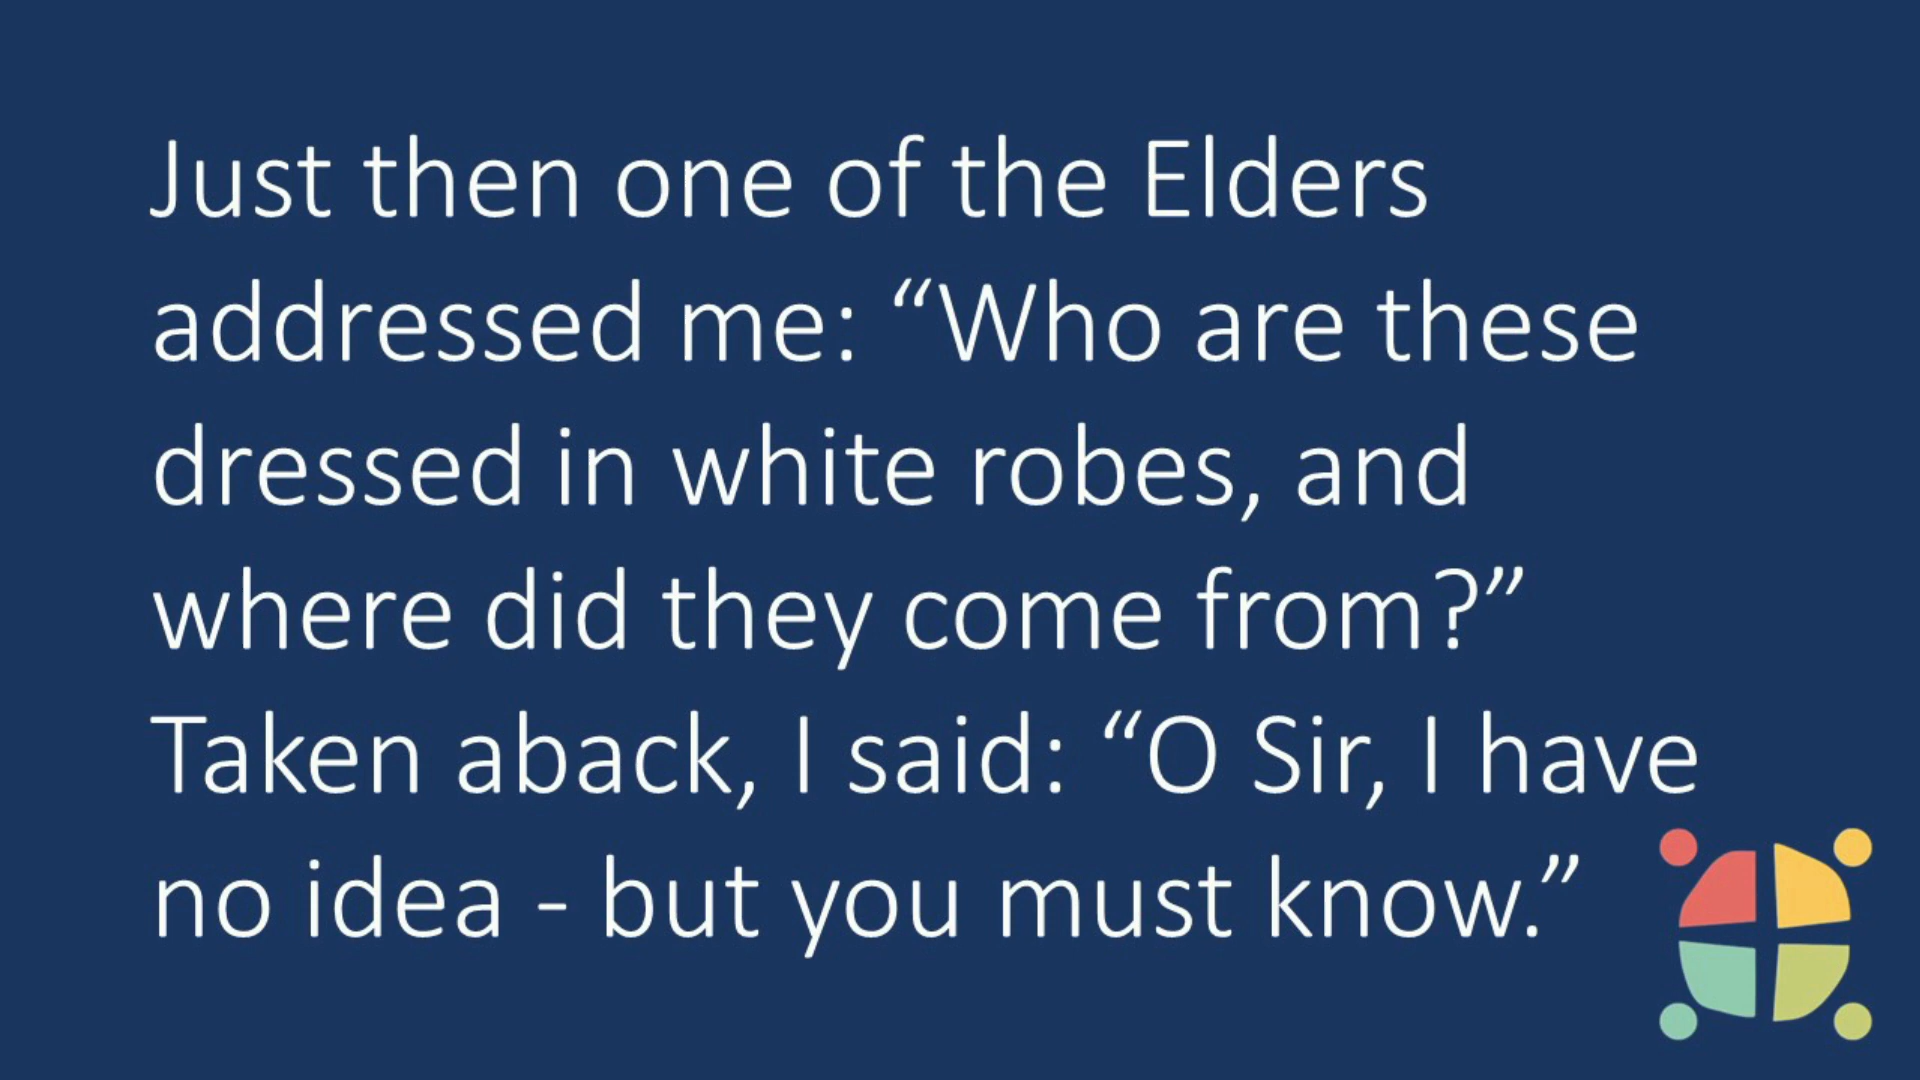 Just then one of the Elders
addressed me: “Who are these
dressed in white robes, and
where did they come from?”
Taken aback, I said: “O Sir, I have
no idea - but you must know.”